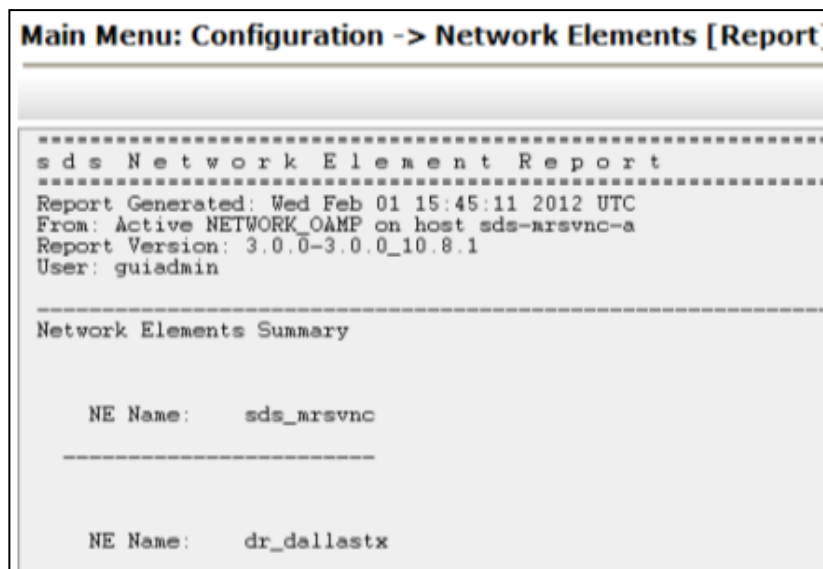 Main Menu: Configuration -> Network Elements [Report]
================================================================
s d s   N e t w o r k   E l e m e n t   R e p o r t
================================================================
Report Generated: Wed Feb 01 15:45:11 2012 UTC
From: Active NETWORK_OAMP on host sds-mrsvnc-a
Report Version: 3.0.0-3.0.0_10.8.1
User: guiadmin
----------------------------------------------------------------
Network Elements Summary
NE Name: sds_mrsvnc
------------------------
NE Name: dr_dallastx